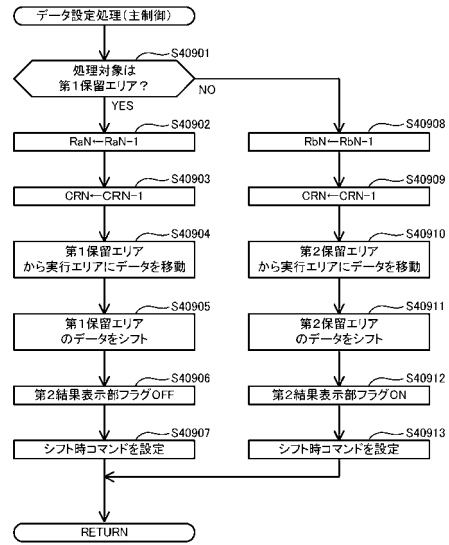 データ設定処理(主制御)
S40901
処理対象は
第1保留エリア?
NO
YES
S40902
RaN←RaN-1
S40903
CRN←CRN-1
S40904
第1保留エリア
から実行エリアにデータを移動
S40905
第1保留エリア
のデータをシフト
S40906
第2結果表示部フラグOFF
S40907
シフト時コマンドを設定
S40908
RbN←RbN-1
S40909
CRN←CRN-1
S40910
第2保留エリア
から実行エリアにデータを移動
S40911
第2保留エリア
のデータをシフト
S40912
第2結果表示部フラグON
S40913
シフト時コマンドを設定
RETURN